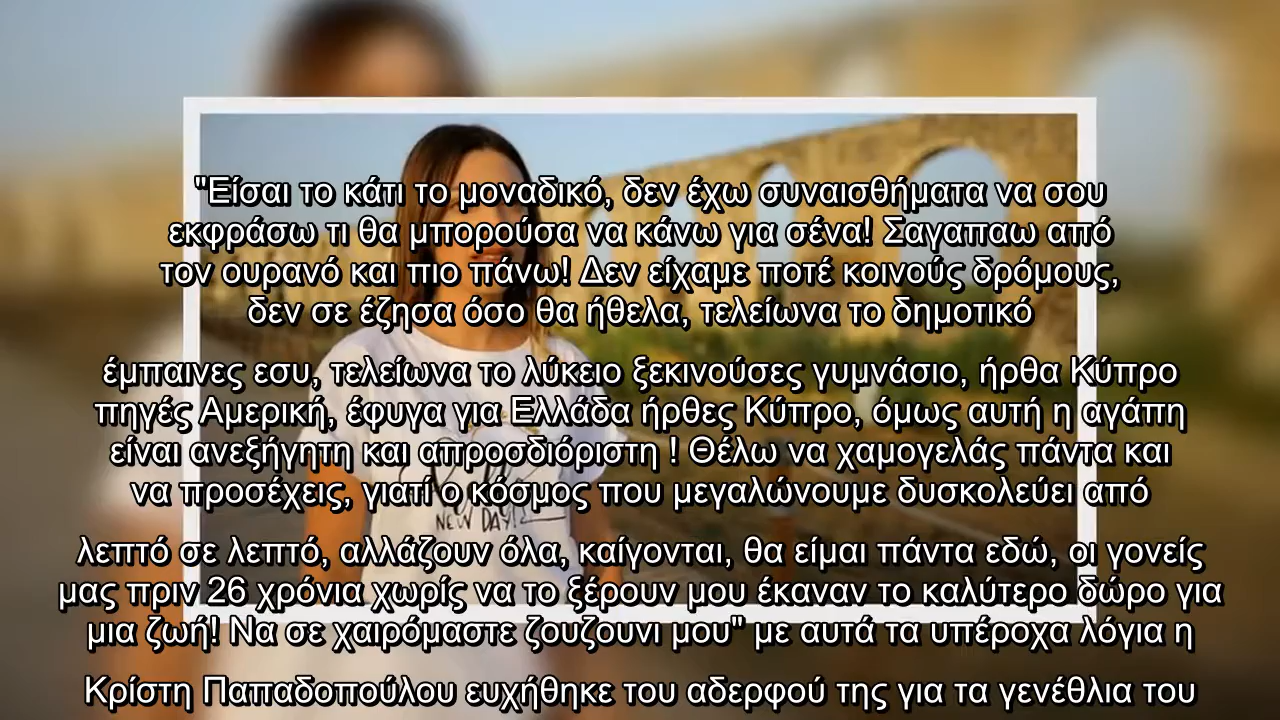 "Είσαι το κάτι το μοναδικό, δεν έχω συναισθήματα να σου
εκφράσω τι θα μπορούσα να κάνω για σένα! Σαγαπαω από
τον ουρανό και πιο πάνω! Δεν είχαμε ποτέ κοινούς δρόμους,
δεν σε έζησα όσο θα ήθελα, τελείωνα το δημοτικό
έμπαινες εσυ, τελείωνα το λύκειο ξεκινούσες γυμνάσιο, ήρθα Κύπρο
πηγές Αμερική, έφυγα για Ελλάδα ήρθες Κύπρο, όμως αυτή η αγάπη
είναι ανεξήγητη και απροσδιόριστη ! Θέλω να χαμογελάς πάντα και
να προσέχεις, γιατί ο κόσμος που μεγαλώνουμε δυσκολεύει από
NEW DAY
λεπτό σε λεπτό, αλλάζουν όλα, καίγονται, θα είμαι πάντα εδώ, οι γονείς
μας πριν 26 χρόνια χωρίς να το ξέρουν μου έκαναν το καλύτερο δώρο για
μια ζωή! Να σε χαιρόμαστε ζουζουνι μου" με αυτά τα υπέροχα λόγια η
Κρίστη Παπαδοπούλου ευχήθηκε του αδερφού της για τα γενέθλια του